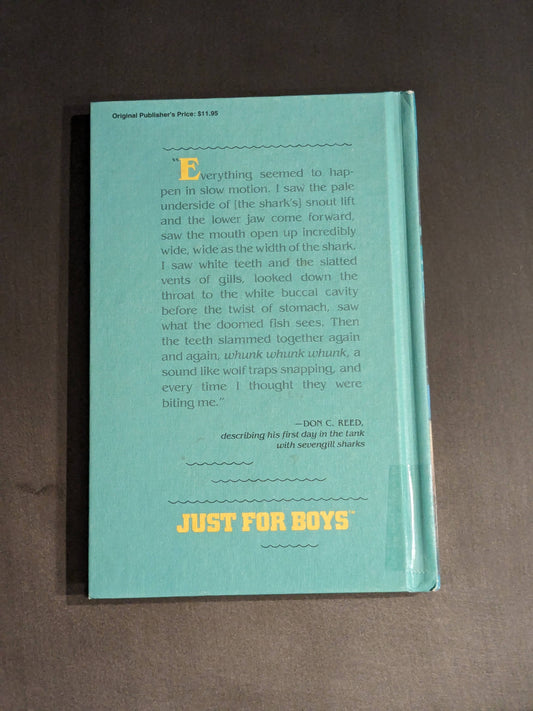 Original Publisher's Price: $11.95
"Everything seemed to hap-
pen in slow motion. I saw the pale
underside of [the shark's] snout lift
and the lower jaw come forward,
saw the mouth open up incredibly
wide, wide as the width of the shark.
I saw white teeth and the slatted
vents of gills, looked down the
throat to the white buccal cavity
before the twist of stomach, saw
what the doomed fish sees. Then
the teeth slammed together again
and again, whunk whunk whunk, a
sound like wolf traps snapping, and
every time I thought they were
biting me."
—DON C. REED,
describing his first day in the tank
with sevengill sharks
JUST FOR BOYS™